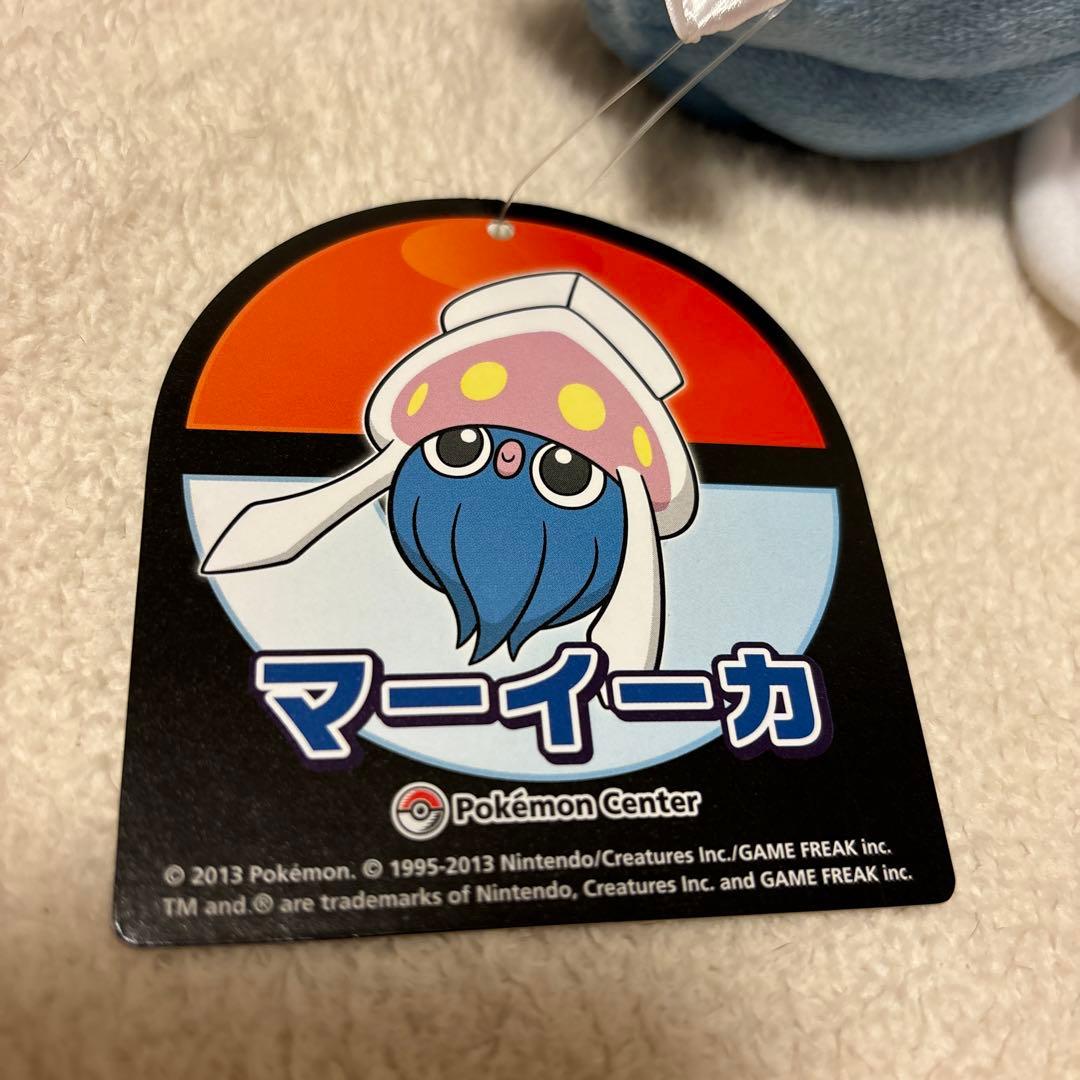 マーイーカ
Pokémon Center
© 2013 Pokémon. © 1995-2013 Nintendo/Creatures Inc./GAME FREAK inc.
TM and ® are trademarks of Nintendo, Creatures Inc. and GAME FREAK inc.